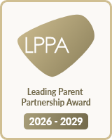 LPPA
Leading Parent
Partnership Award
2026 - 2029